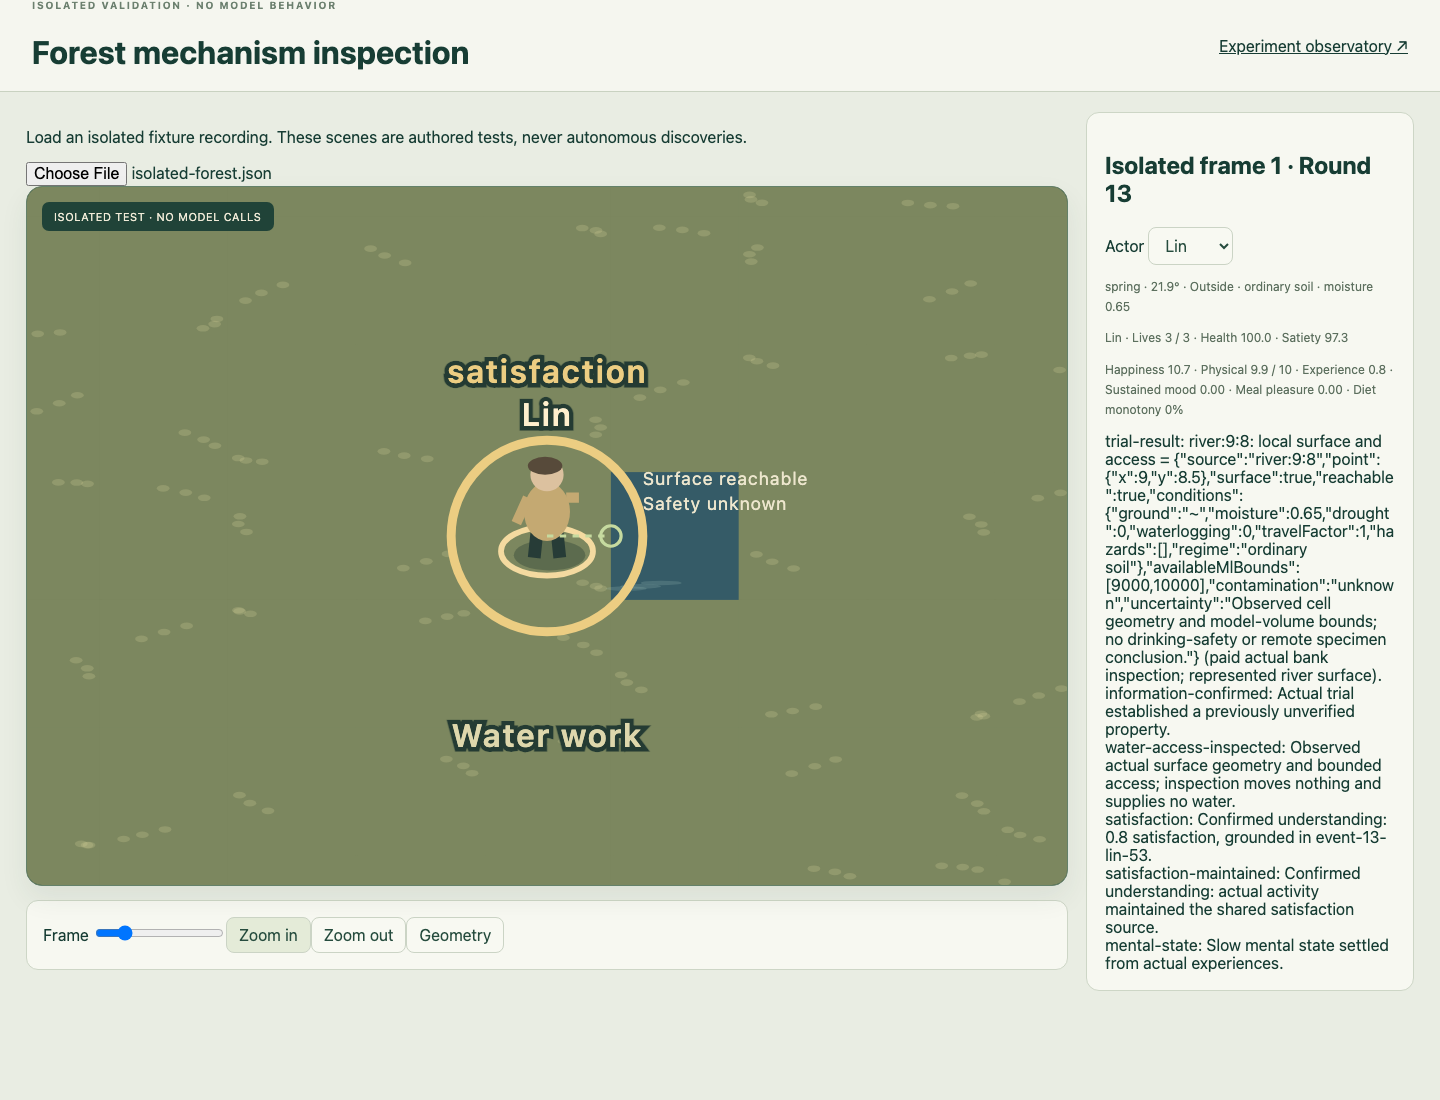 ISOLATED VALIDATION · NO MODEL BEHAVIOR
Forest mechanism inspection
Experiment observatory ↗
Load an isolated fixture recording. These scenes are authored tests, never autonomous discoveries.
Choose File isolated-forest.json
ISOLATED TEST · NO MODEL CALLS
satisfaction
Lin
Surface reachable
Safety unknown
Water work
Frame Zoom in Zoom out Geometry
Isolated frame 1 · Round
13
Actor Lin
spring · 21.9° · Outside · ordinary soil · moisture
0.65
Lin · Lives 3 / 3 · Health 100.0 · Satiety 97.3
Happiness 10.7 · Physical 9.9 / 10 · Experience 0.8 ·
Sustained mood 0.00 · Meal pleasure 0.00 · Diet
monotony 0%
trial-result: river:9:8: local surface and
access = {"source":"river:9:8","point":
{"x":9,"y":8.5},"surface":true,"reachable
":true,"conditions":
{"ground":"~","moisture":0.65,"drought
":0,"waterlogging":0,"travelFactor":1,"ha
zards":[],"regime":"ordinary
soil"},"availableMlBounds":
[9000,10000],"contamination":"unknow
n","uncertainty":"Observed cell
geometry and model-volume bounds;
no drinking-safety or remote specimen
conclusion."} (paid actual bank
inspection; represented river surface).
information-confirmed: Actual trial
established a previously unverified
property.
water-access-inspected: Observed
actual surface geometry and bounded
access; inspection moves nothing and
supplies no water.
satisfaction: Confirmed understanding:
0.8 satisfaction, grounded in event-13-
lin-53.
satisfaction-maintained: Confirmed
understanding: actual activity
maintained the shared satisfaction
source.
mental-state: Slow mental state settled
from actual experiences.